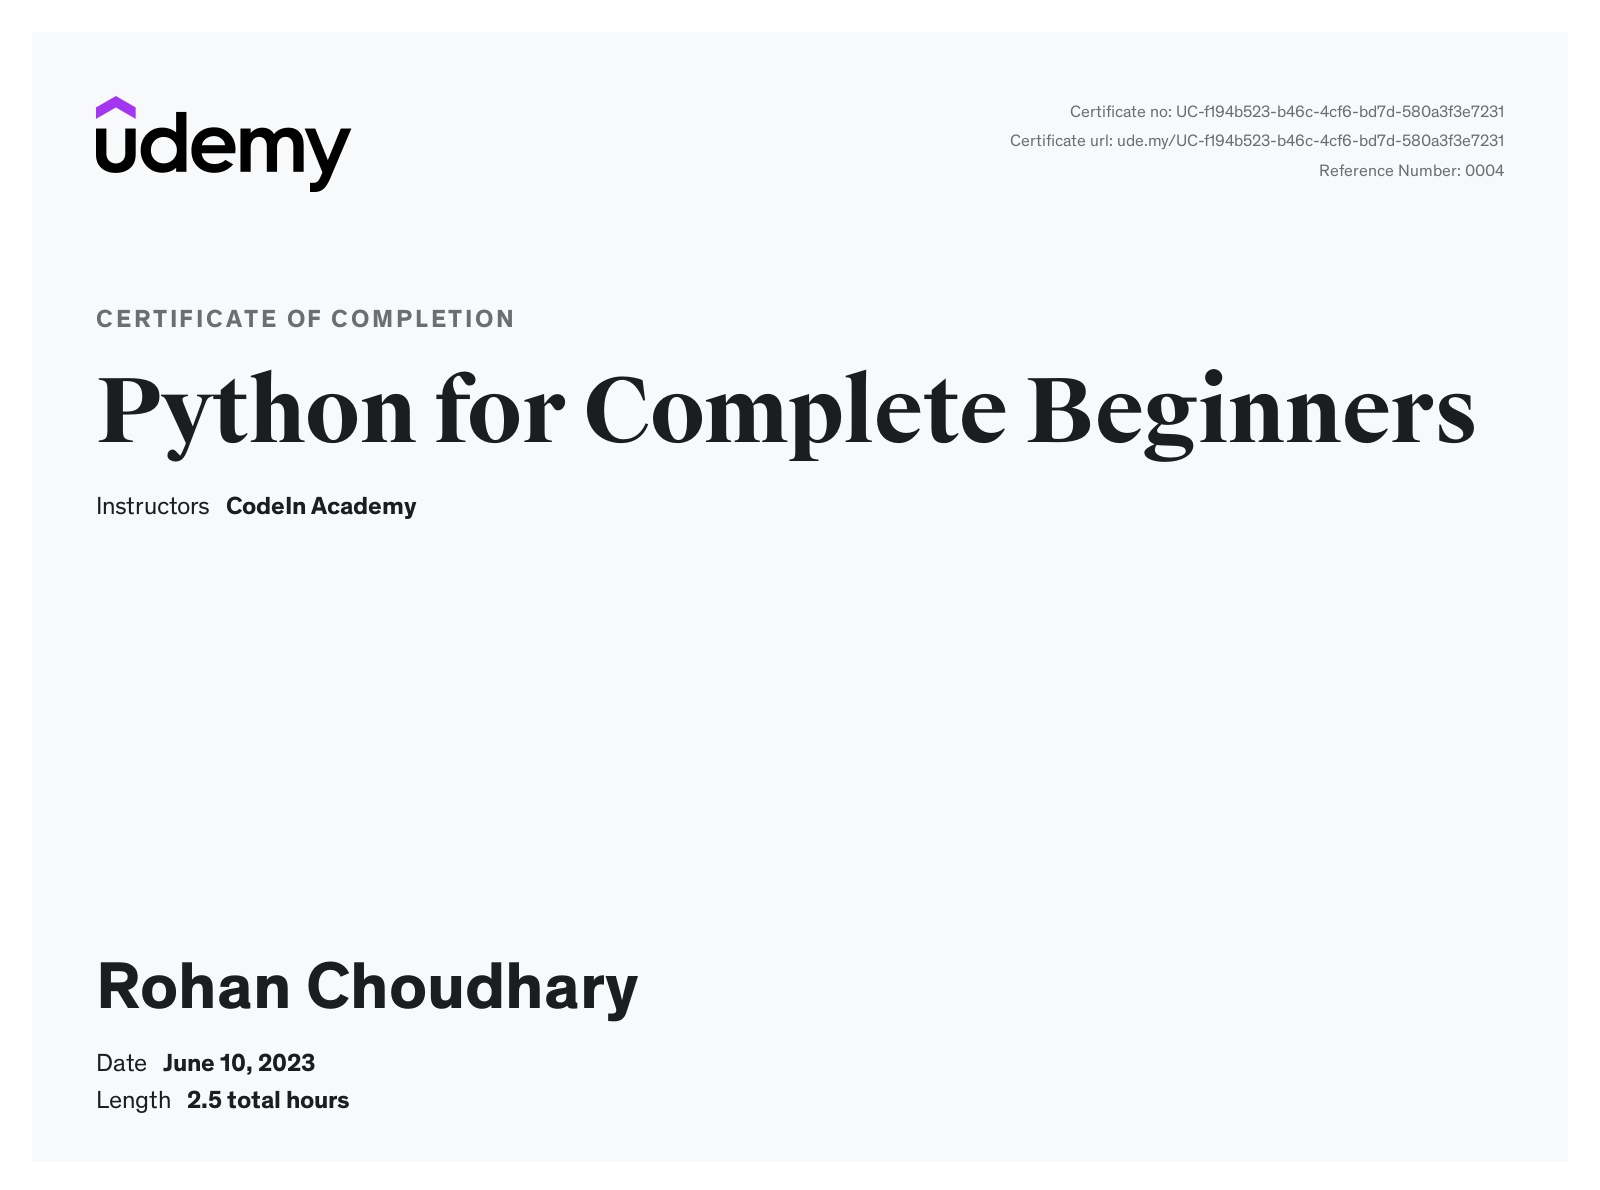 udemy
Certificate no: UC-f194b523-b46c-4cf6-bd7d-580a3f3e7231
Certificate url: ude.my/UC-f194b523-b46c-4cf6-bd7d-580a3f3e7231
Reference Number: 0004
CERTIFICATE OF COMPLETION
Python for Complete Beginners
Instructors CodeIn Academy
Rohan Choudhary
Date June 10, 2023
Length 2.5 total hours